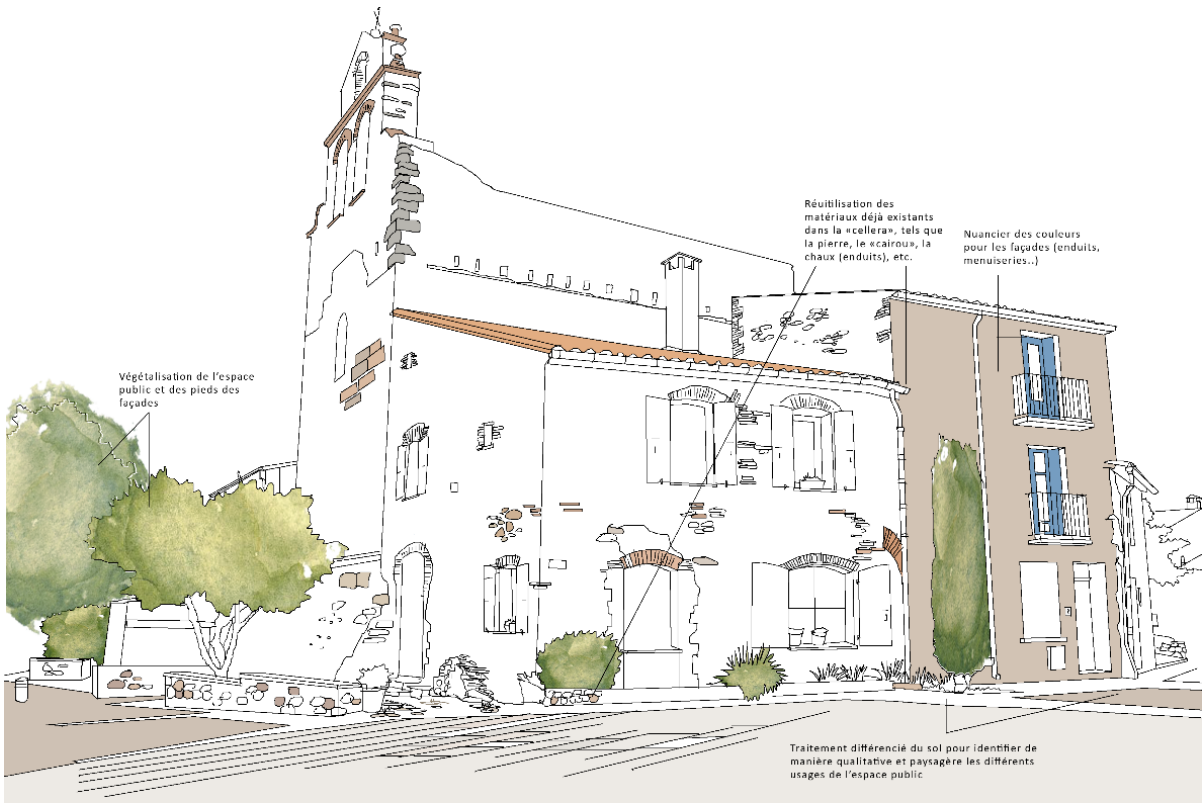 Réuitilisation des
matériaux déjà existants
dans la «cellera», tels que
la pierre, le «cairou», la
chaux (enduits), etc.
Nuancier des couleurs
pour les façades (enduits,
menuiseries..)
Végétalisation de l'espace
public et des pieds des
façades
Traitement différencié du sol pour identifier de
manière qualitative et paysagère les différents
usages de l'espace public